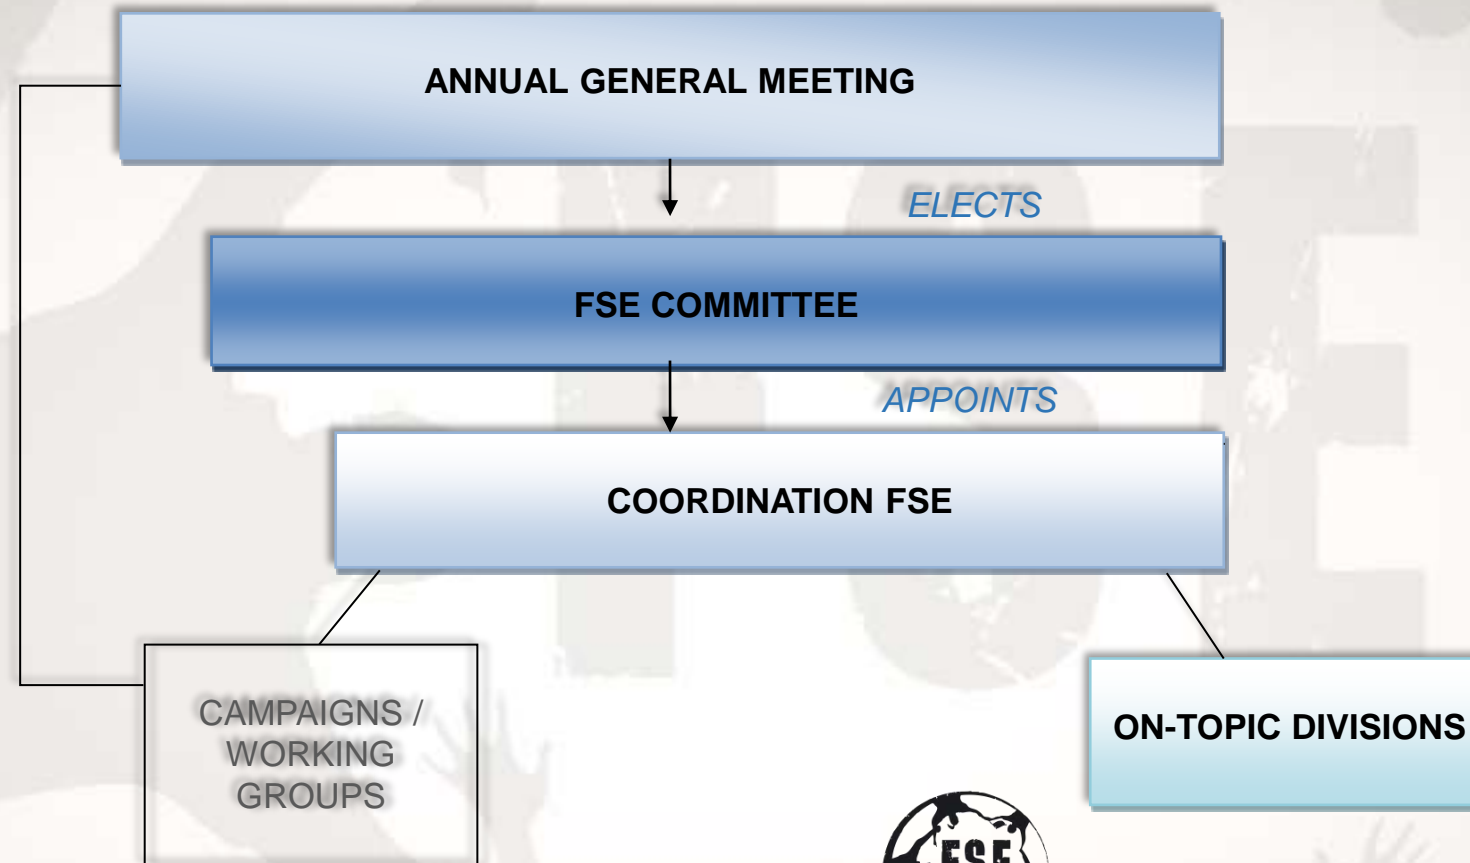 ANNUAL GENERAL MEETING
ELECTS
FSE COMMITTEE
APPOINTS
COORDINATION FSE
CAMPAIGNS /
WORKING
GROUPS
ON-TOPIC DIVISIONS
FSE